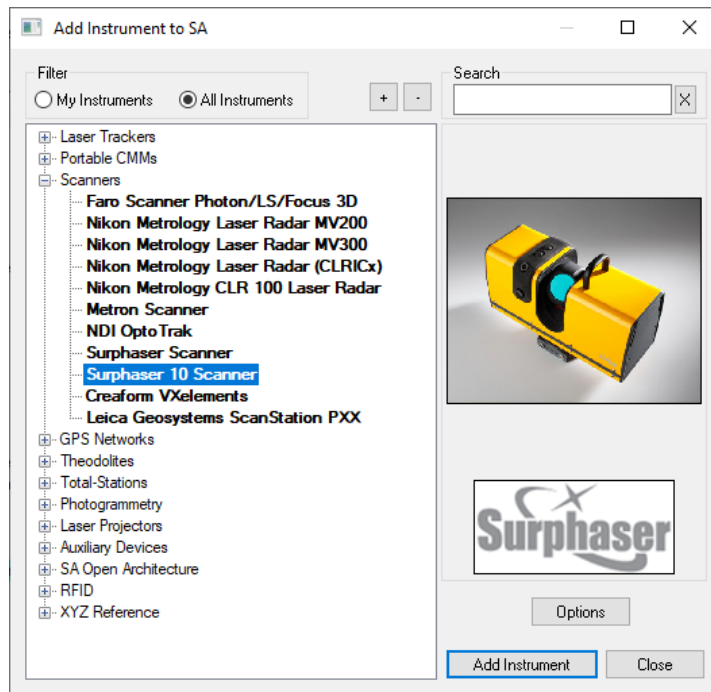 Add Instrument to SA
Filter
My Instruments
All Instruments
+
-
Search
X
Laser Trackers
Portable CMMs
Scanners
Faro Scanner Photon/LS/Focus 3D
Nikon Metrology Laser Radar MV200
Nikon Metrology Laser Radar MV300
Nikon Metrology Laser Radar (CLRICx)
Nikon Metrology CLR 100 Laser Radar
Metron Scanner
NDI OptoTrak
Surphaser Scanner
Surphaser 10 Scanner
Creaform VXelements
Leica Geosystems ScanStation PXX
GPS Networks
Theodolites
Total-Stations
Photogrammetry
Laser Projectors
Auxiliary Devices
SA Open Architecture
RFID
XYZ Reference
Surphaser
Options
Add Instrument
Close